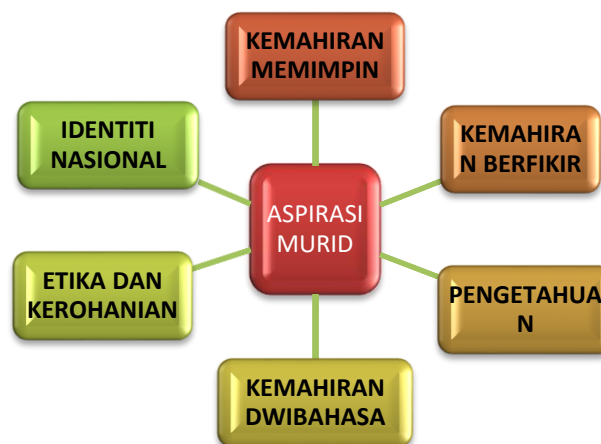 KEMAHIRAN
MEMIMPIN
IDENTITI
NASIONAL
KEMAHIRA
N BERFIKIR
ASPIRASI
MURID
ETIKA DAN
KEROHANIAN
PENGETAHUA
N
KEMAHIRAN
DWIBAHASA